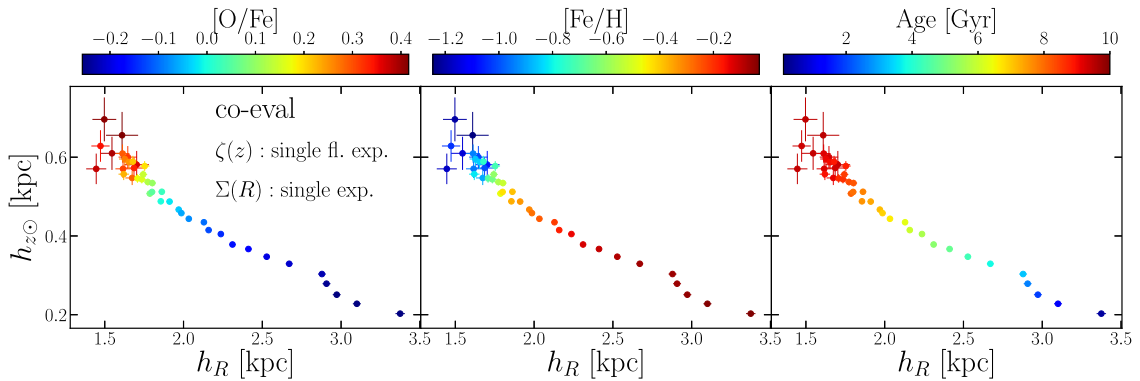 [O/Fe] [Fe/H] Age [Gyr]
−0.2 −0.1 0.0 0.1 0.2 0.3 0.4 −1.2 −1.0 −0.8 −0.6 −0.4 −0.2 2 4 6 8 10
co-eval
ζ(z) : single fl. exp.
Σ(R) : single exp.
0.6
0.4
0.2
h_{z⊙} [kpc]
1.5 2.0 2.5 3.0 1.5 2.0 2.5 3.0 3.5 1.5 2.0 2.5 3.0 3.5
h_R [kpc] h_R [kpc] h_R [kpc]